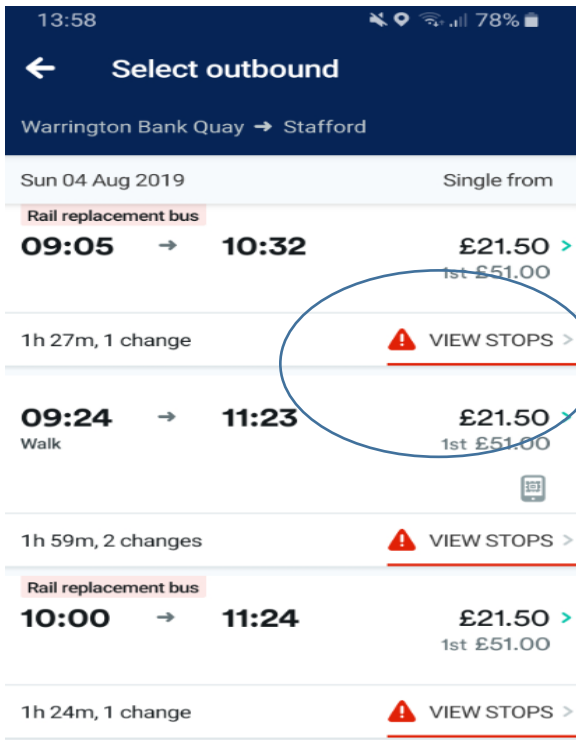 13:58 78%
Select outbound
Warrington Bank Quay → Stafford
Sun 04 Aug 2019 Single from
Rail replacement bus
09:05 → 10:32 £21.50 >
1st £51.00
1h 27m, 1 change VIEW STOPS >
09:24 → 11:23 £21.50 >
Walk 1st £51.00
1h 59m, 2 changes VIEW STOPS >
Rail replacement bus
10:00 → 11:24 £21.50 >
1st £51.00
1h 24m, 1 change VIEW STOPS >